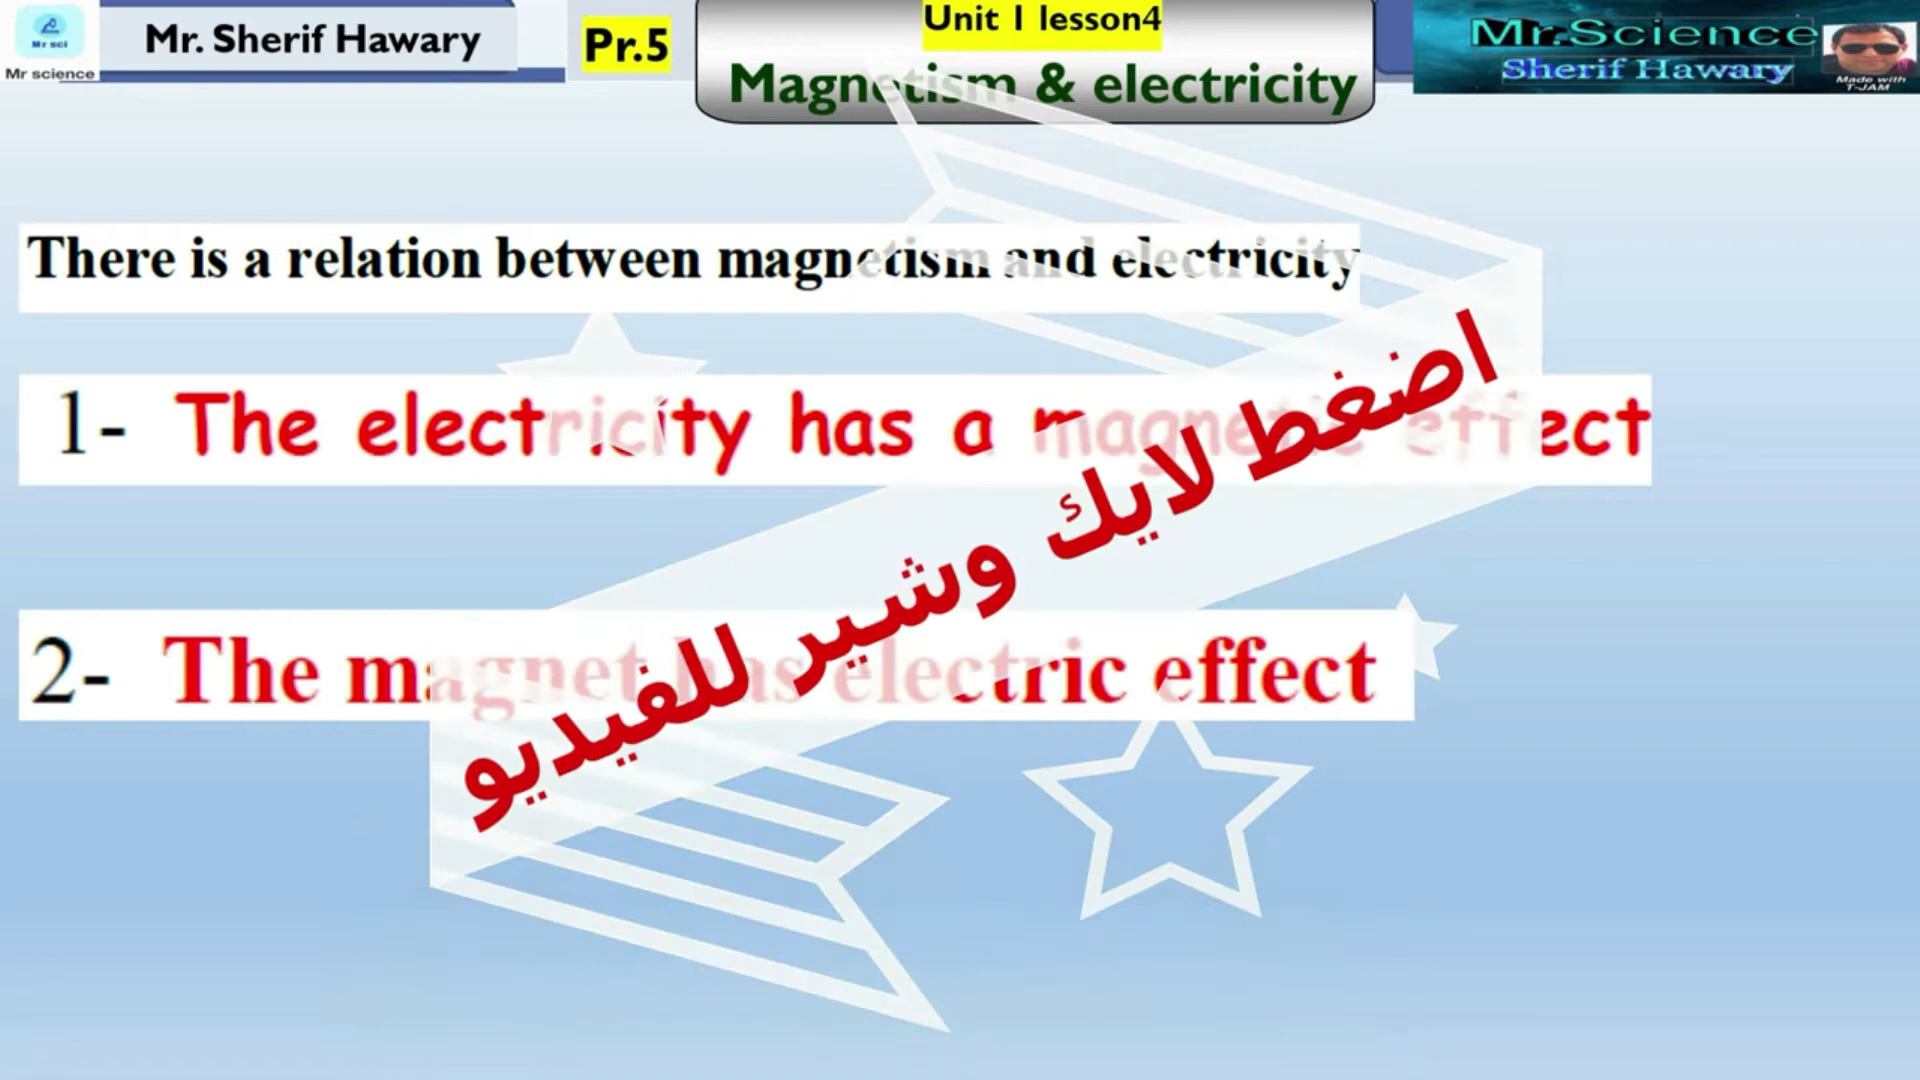 Mr sci
Mr science
Mr. Sherif Hawary
Pr.5
Unit 1 lesson4
Magnetism & electricity
Mr.Science
Sherif Hawary
Made with
T-JAM
There is a relation between magnetism and electricity
1- The electricity has a magnetic effect
2- The magnet has electric effect
اضغط لايك وشير للفيديو